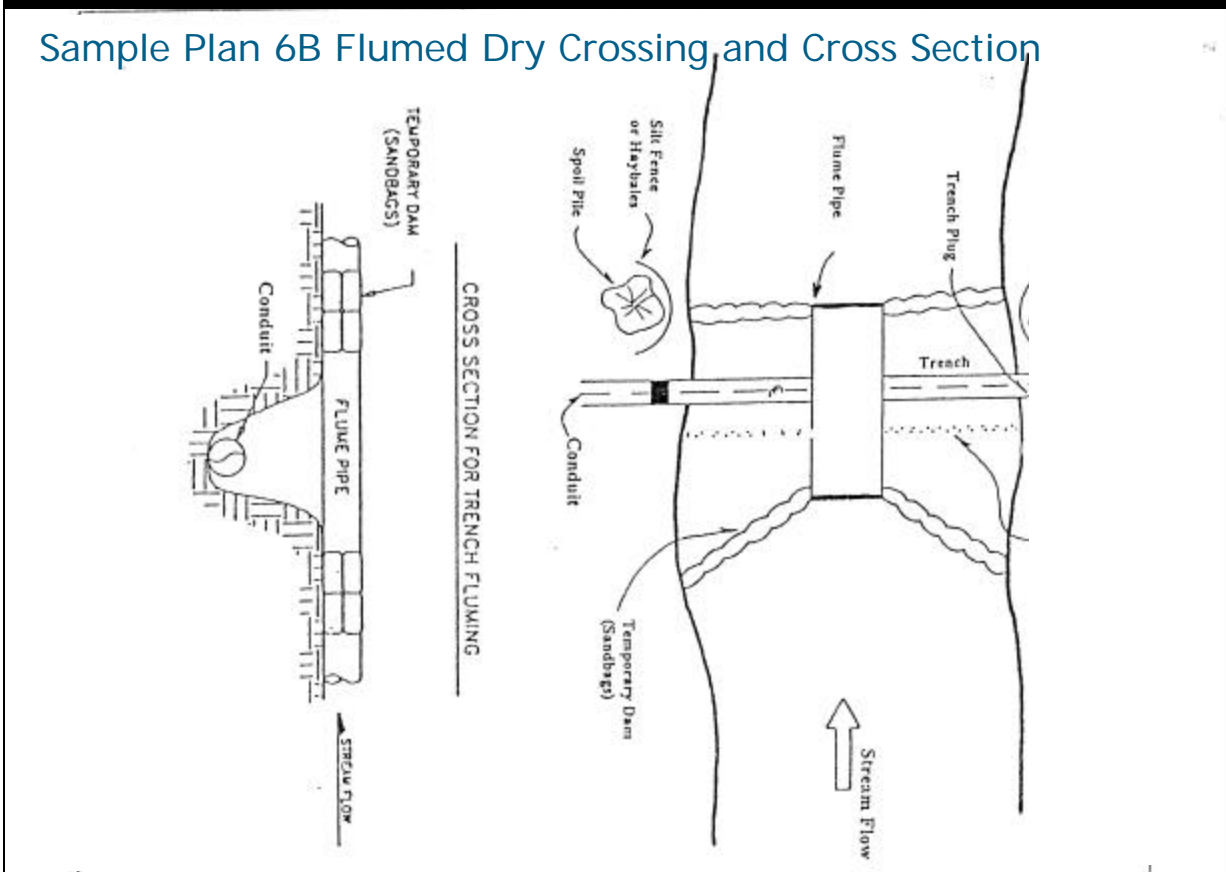 Sample Plan 6B Flumed Dry Crossing and Cross Section
Silt Fence
or Haybales
Spoil Pile
Flume Pipe
Trench Plug
Trench
Conduit
Temporary Dam
(Sandbags)
Stream Flow
CROSS SECTION FOR TRENCH FLUMING
TEMPORARY DAM
(SANDBAGS)
Conduit
FLUME PIPE
STREAM FLOW